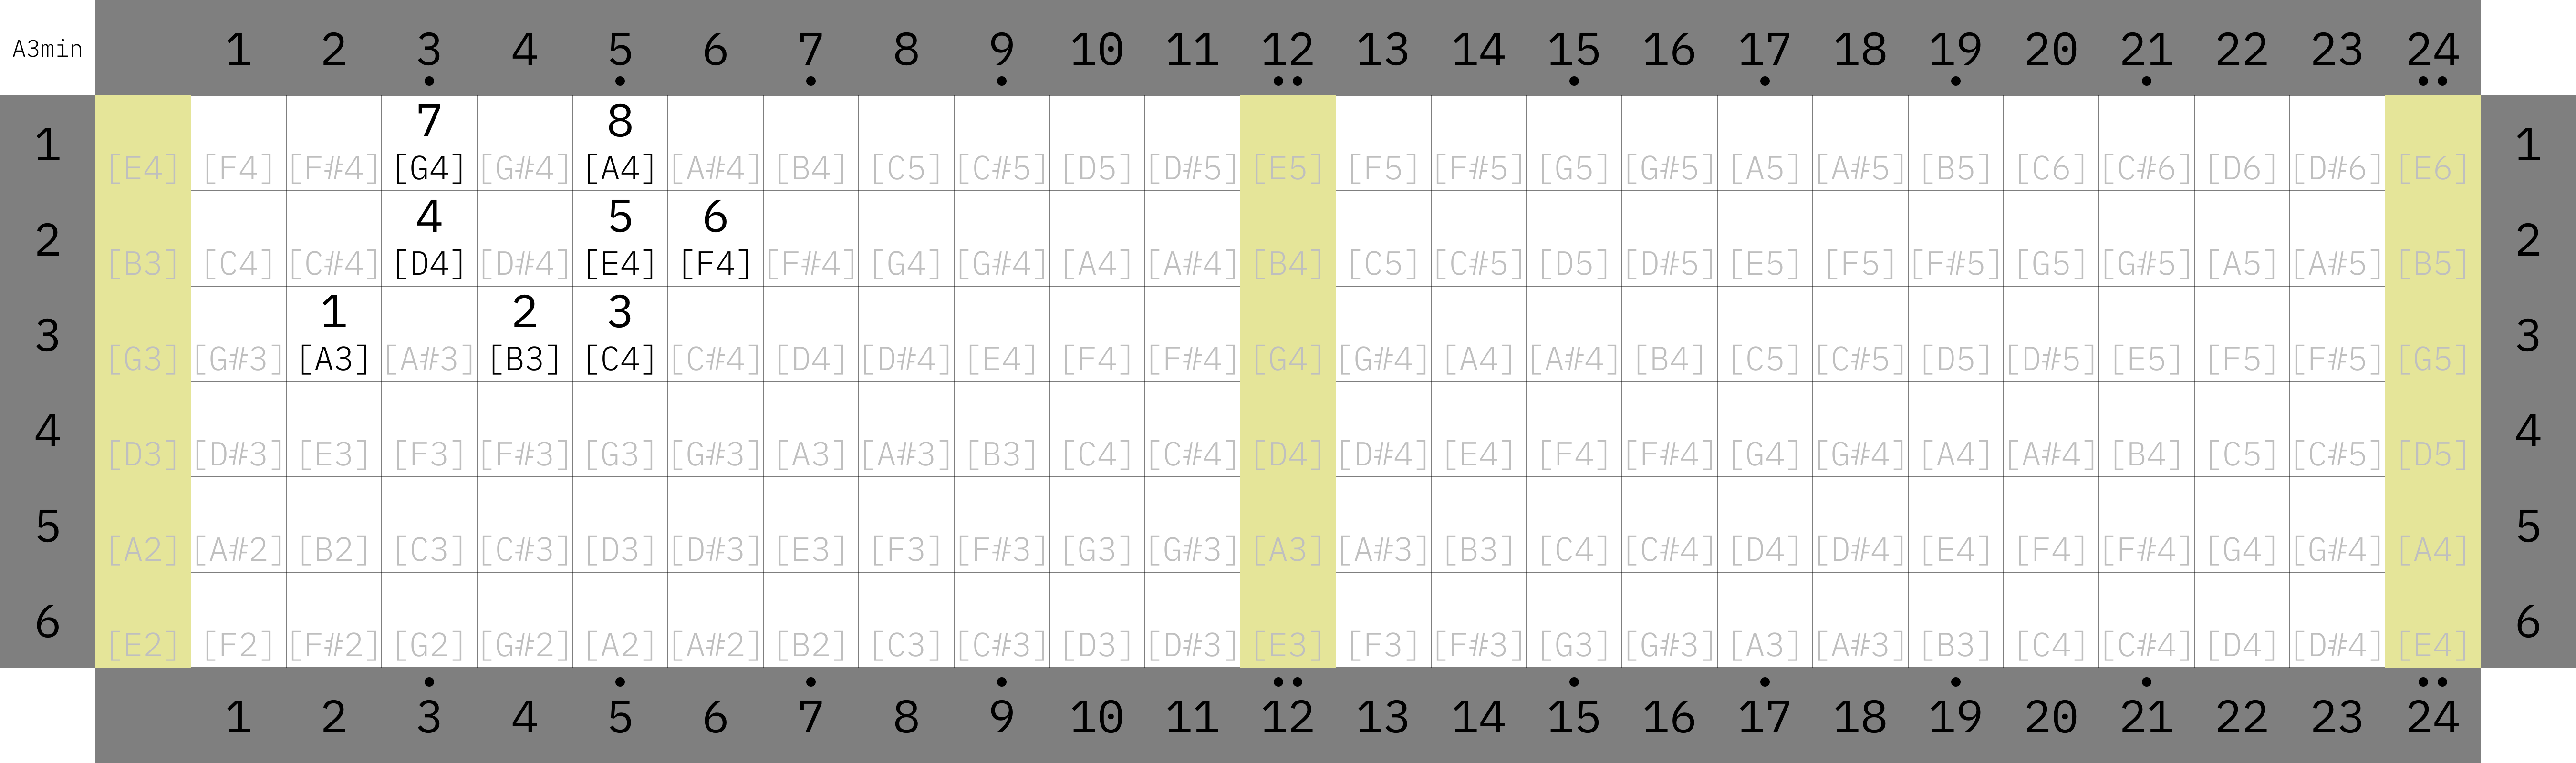 A3min 1 2 3 4 5 6 7 8 9 10 11 12 13 14 15 16 17 18 19 20 21 22 23 24
7 8
1 [E4] [F4] [F#4] [G4] [G#4] [A4] [A#4] [B4] [C5] [C#5] [D5] [D#5] [E5] [F5] [F#5] [G5] [G#5] [A5] [A#5] [B5] [C6] [C#6] [D6] [D#6] [E6] 1
4 5 6
2 [B3] [C4] [C#4] [D4] [D#4] [E4] [F4] [F#4] [G4] [G#4] [A4] [A#4] [B4] [C5] [C#5] [D5] [D#5] [E5] [F5] [F#5] [G5] [G#5] [A5] [A#5] [B5] 2
1 2 3
3 [G3] [G#3] [A3] [A#3] [B3] [C4] [C#4] [D4] [D#4] [E4] [F4] [F#4] [G4] [G#4] [A4] [A#4] [B4] [C5] [C#5] [D5] [D#5] [E5] [F5] [F#5] [G5] 3
4 [D3] [D#3] [E3] [F3] [F#3] [G3] [G#3] [A3] [A#3] [B3] [C4] [C#4] [D4] [D#4] [E4] [F4] [F#4] [G4] [G#4] [A4] [A#4] [B4] [C5] [C#5] [D5] 4
5 [A2] [A#2] [B2] [C3] [C#3] [D3] [D#3] [E3] [F3] [F#3] [G3] [G#3] [A3] [A#3] [B3] [C4] [C#4] [D4] [D#4] [E4] [F4] [F#4] [G4] [G#4] [A4] 5
6 [E2] [F2] [F#2] [G2] [G#2] [A2] [A#2] [B2] [C3] [C#3] [D3] [D#3] [E3] [F3] [F#3] [G3] [G#3] [A3] [A#3] [B3] [C4] [C#4] [D4] [D#4] [E4] 6
1 2 3 4 5 6 7 8 9 10 11 12 13 14 15 16 17 18 19 20 21 22 23 24